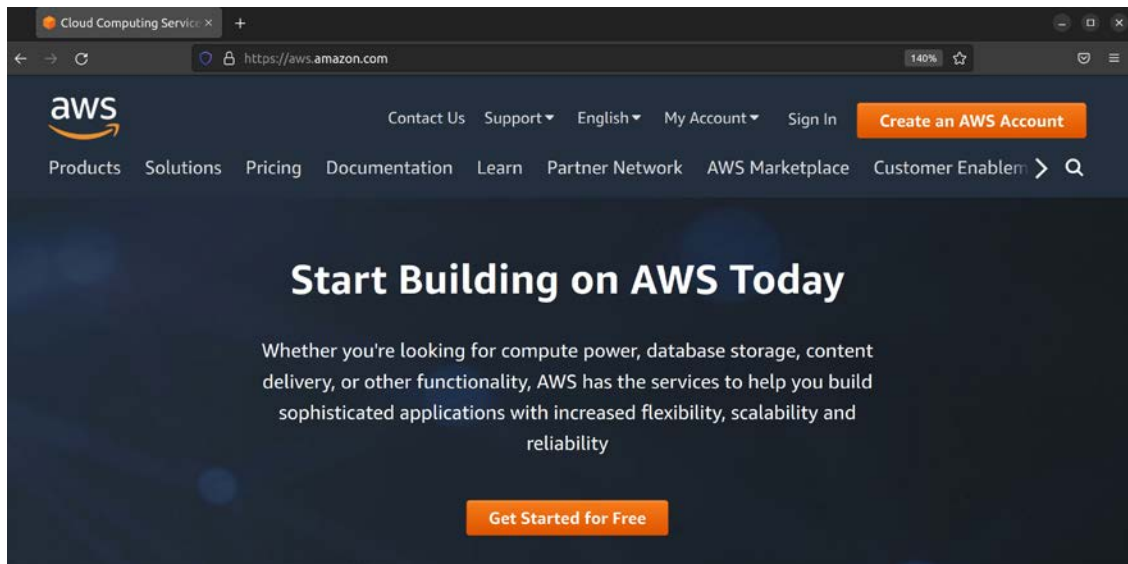 Cloud Computing Service
https://aws.amazon.com
140%
aws
Contact Us Support English My Account Sign In Create an AWS Account
Products Solutions Pricing Documentation Learn Partner Network AWS Marketplace Customer Enablem
Start Building on AWS Today
Whether you're looking for compute power, database storage, content
delivery, or other functionality, AWS has the services to help you build
sophisticated applications with increased flexibility, scalability and
reliability
Get Started for Free